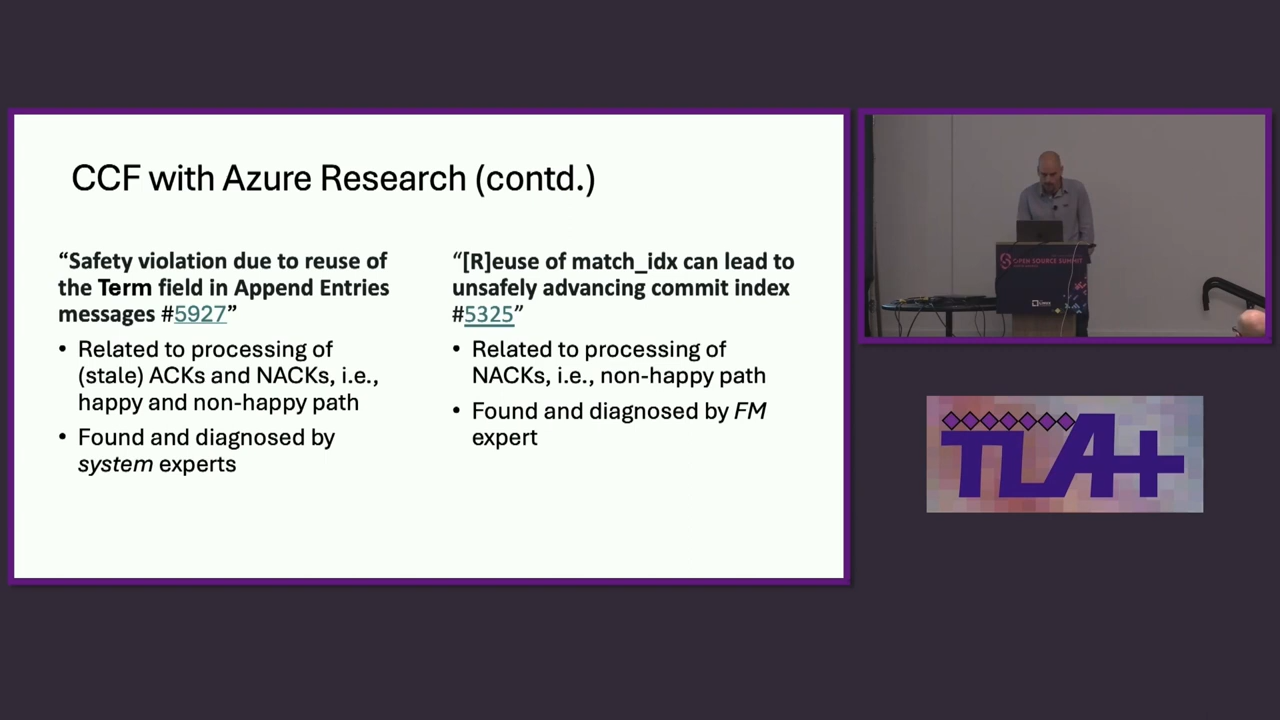 CCF with Azure Research (contd.)
“Safety violation due to reuse of
the Term field in Append Entries
messages #5927”
• Related to processing of
(stale) ACKs and NACKs, i.e.,
happy and non-happy path
• Found and diagnosed by
system experts
“[R]euse of match_idx can lead to
unsafely advancing commit index
#5325”
• Related to processing of
NACKs, i.e., non-happy path
• Found and diagnosed by FM
expert
OPEN SOURCE SUMMIT
TLA+